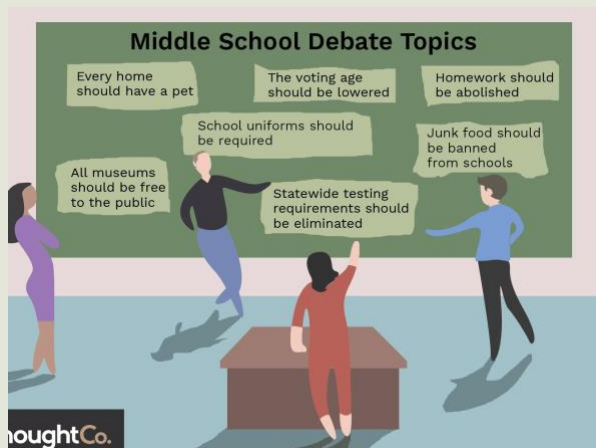 Middle School Debate Topics
Every home
should have a pet
The voting age
should be lowered
Homework should
be abolished
School uniforms should
be required
Junk food should
be banned
from schools
All museums
should be free
to the public
Statewide testing
requirements should
be eliminated
houghtCo.